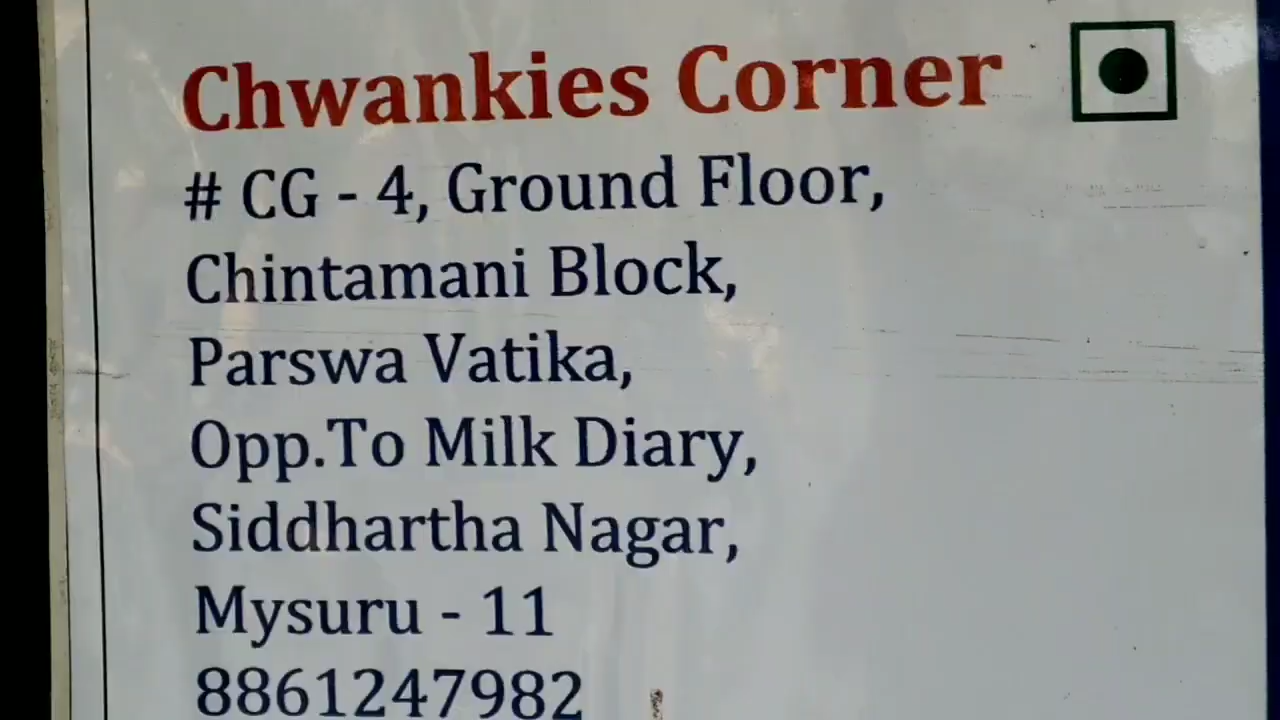 Chwankies Corner
# CG - 4, Ground Floor,
Chintamani Block,
Parswa Vatika,
Opp.To Milk Diary,
Siddhartha Nagar,
Mysuru - 11
8861247982